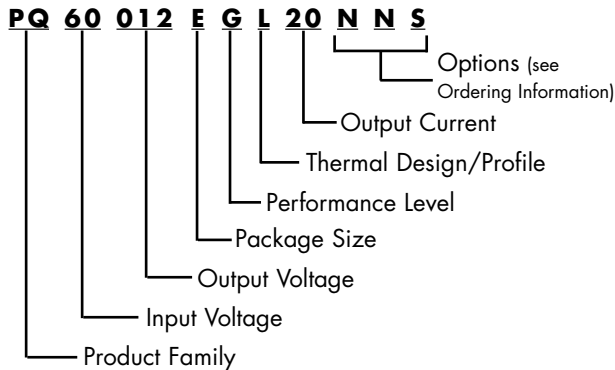 PQ 60 012 E G L 20 N N S
Options (see
Ordering Information)
Output Current
Thermal Design/Profile
Performance Level
Package Size
Output Voltage
Input Voltage
Product Family